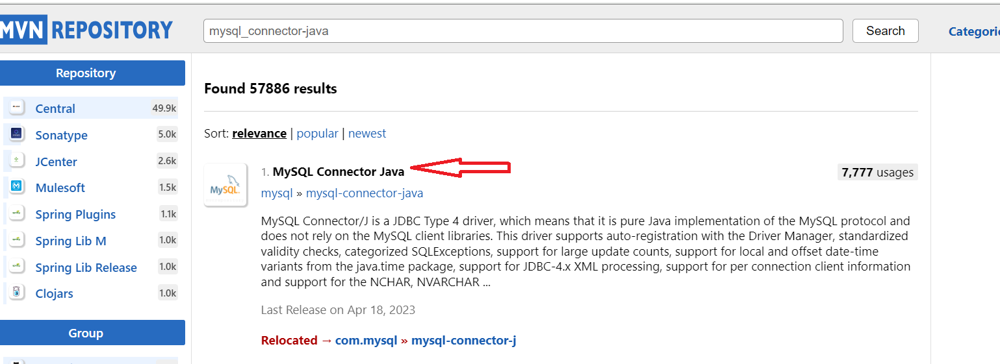 MVN REPOSITORY
mysql_connector-java
Search
Categori
Repository
Central 49.9k
Sonatype 5.0k
JCenter 2.6k
Mulesoft 1.5k
Spring Plugins 1.1k
Spring Lib M 1.0k
Spring Lib Release 1.0k
Clojars 1.0k
Group
Found 57886 results
Sort: relevance | popular | newest
MySQL.
1. MySQL Connector Java
7,777 usages
mysql » mysql-connector-java
MySQL Connector/J is a JDBC Type 4 driver, which means that it is pure Java implementation of the MySQL protocol and
does not rely on the MySQL client libraries. This driver supports auto-registration with the Driver Manager, standardized
validity checks, categorized SQLExceptions, support for large update counts, support for local and offset date-time
variants from the java.time package, support for JDBC-4.x XML processing, support for per connection client information
and support for the NCHAR, NVARCHAR ...
Last Release on Apr 18, 2023
Relocated → com.mysql » mysql-connector-j